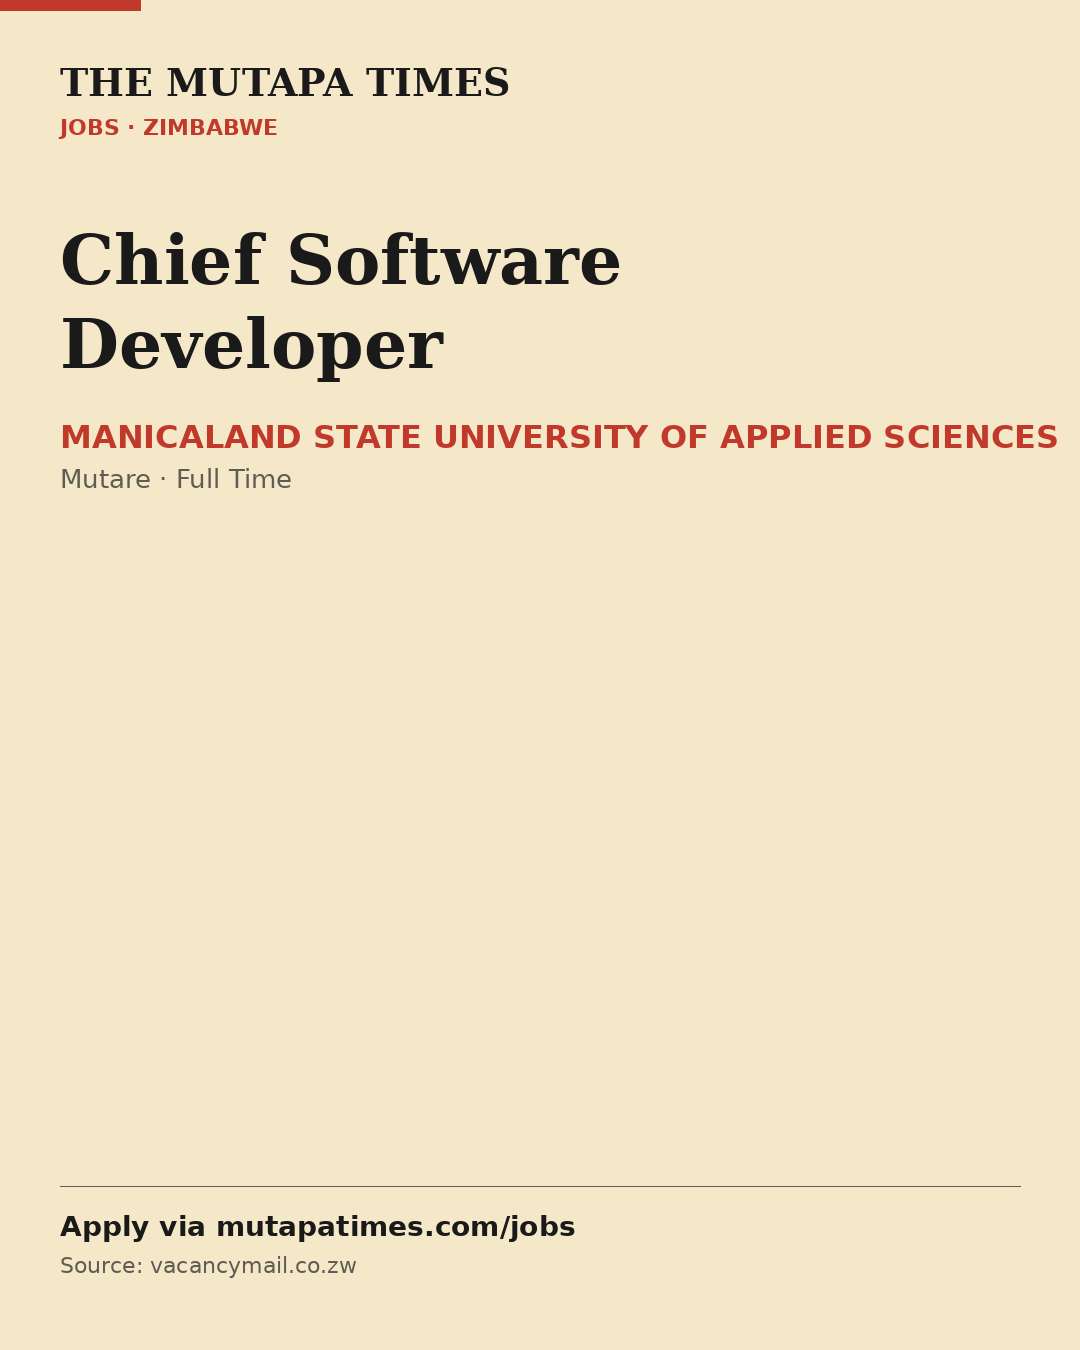 THE MUTAPA TIMES
JOBS · ZIMBABWE
Chief Software
Developer
MANICALAND STATE UNIVERSITY OF APPLIED SCIENCES
Mutare · Full Time
Apply via mutapatimes.com/jobs
Source: vacancymail.co.zw